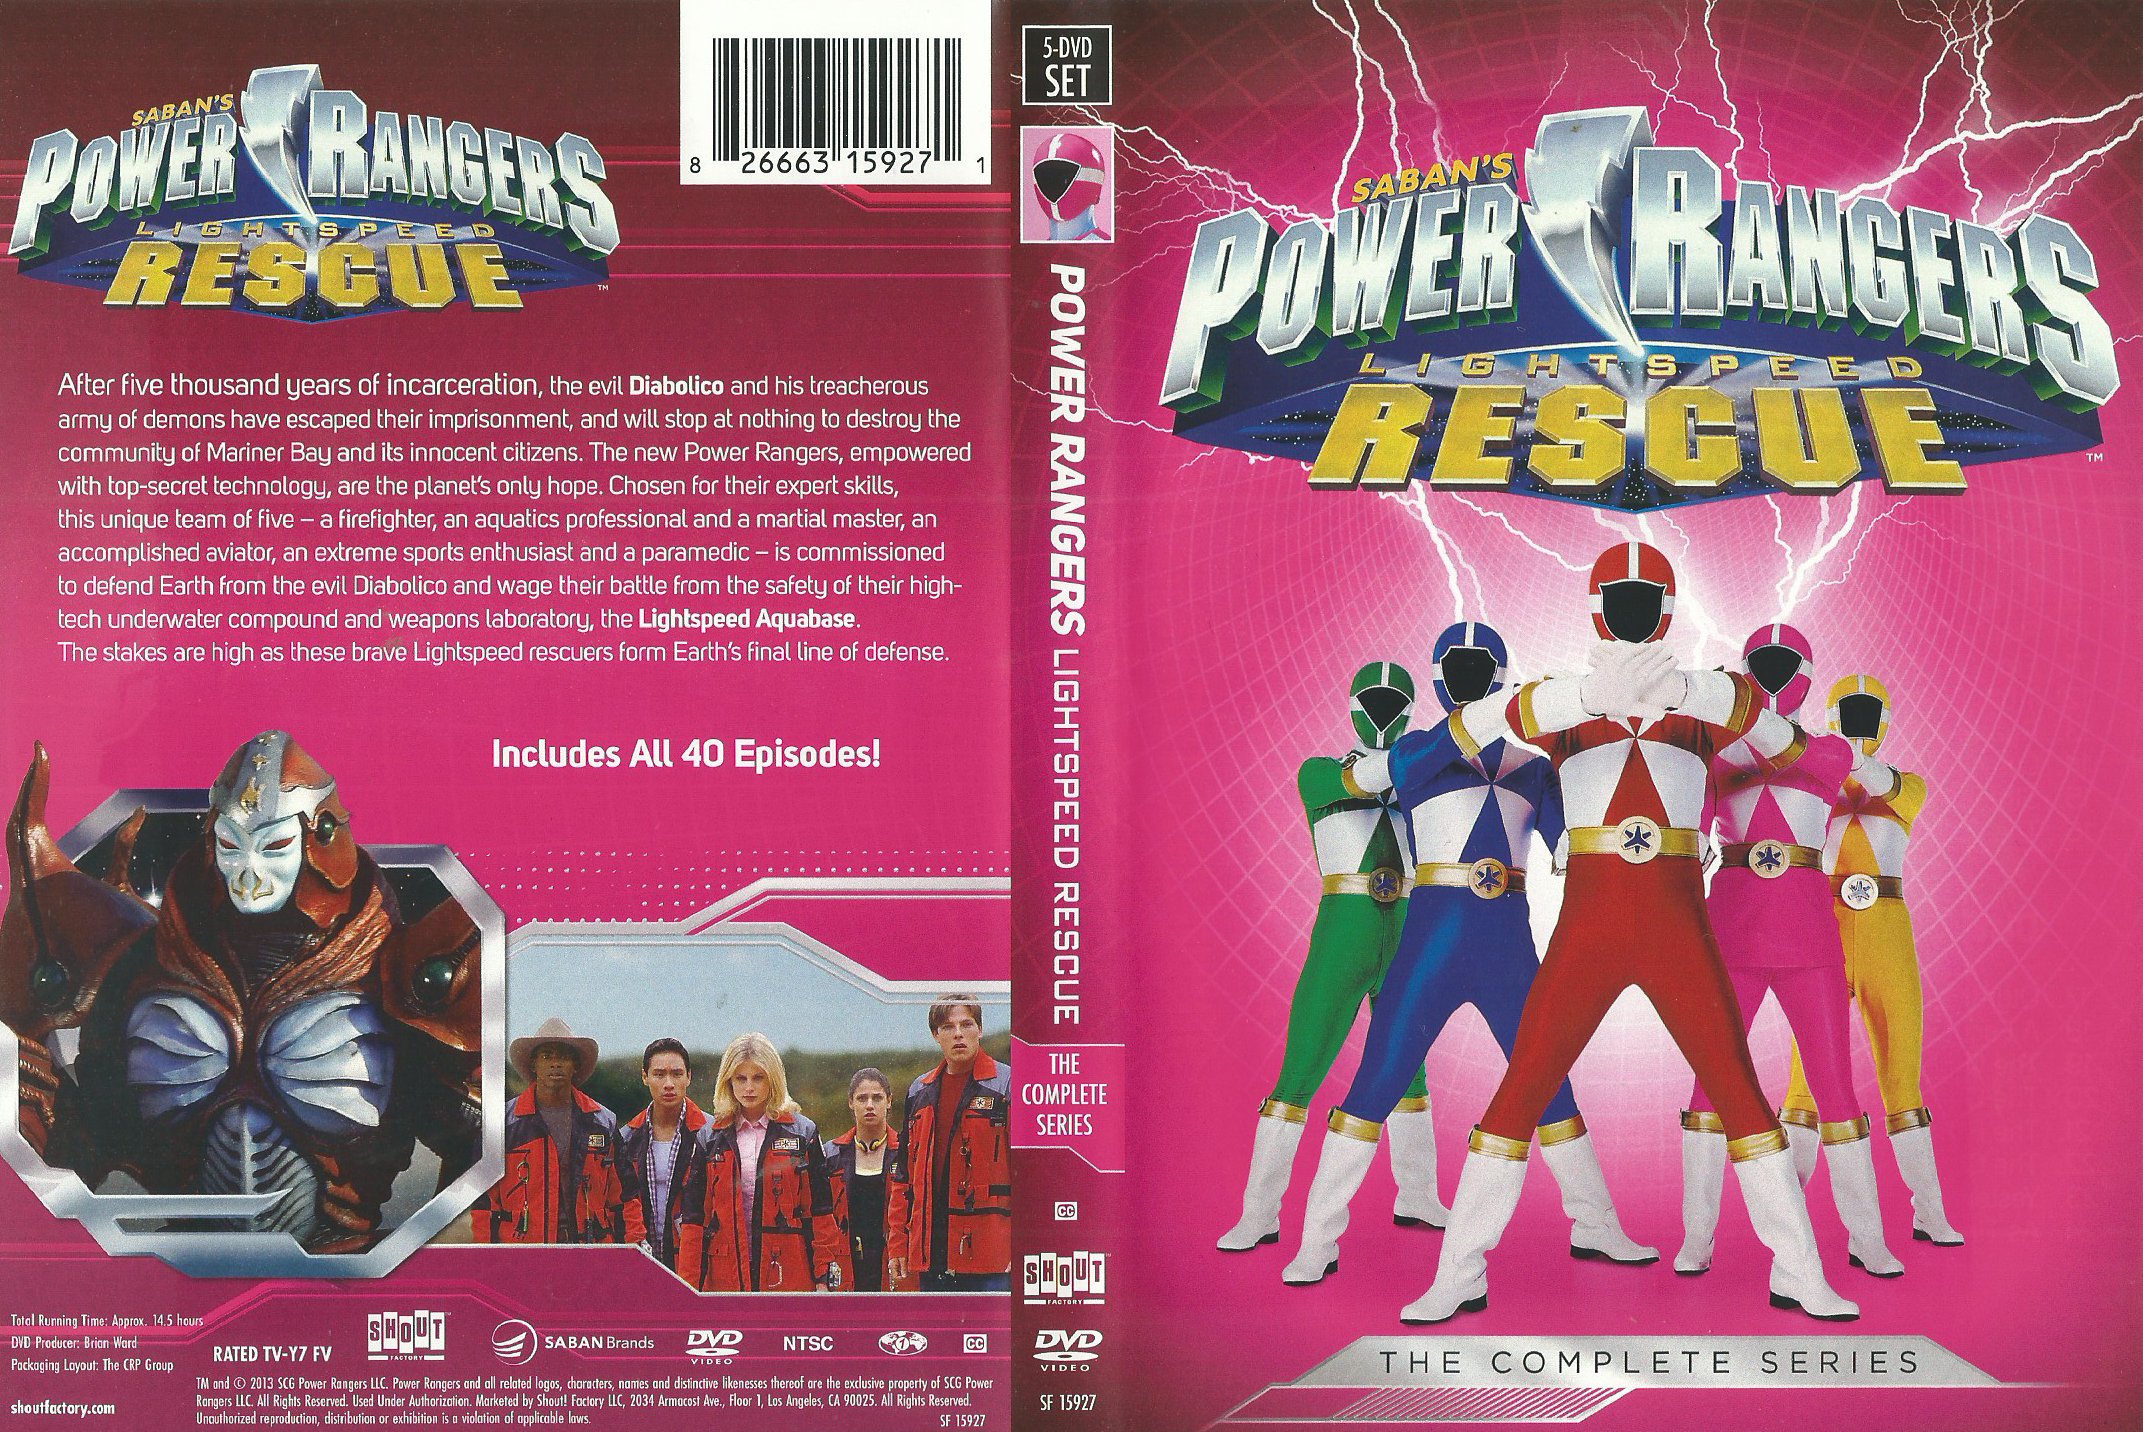 SABAN'S
POWER RANGERS
LIGHTSPEED
RESCUE
TM
8 26663 15927 1
After five thousand years of incarceration, the evil Diabolico and his treacherous
army of demons have escaped their imprisonment, and will stop at nothing to destroy the
community of Mariner Bay and its innocent citizens. The new Power Rangers, empowered
with top-secret technology, are the planet's only hope. Chosen for their expert skills,
this unique team of five – a firefighter, an aquatics professional and a martial master, an
accomplished aviator, an extreme sports enthusiast and a paramedic – is commissioned
to defend Earth from the evil Diabolico and wage their battle from the safety of their high-
tech underwater compound and weapons laboratory, the Lightspeed Aquabase.
The stakes are high as these brave Lightspeed rescuers form Earth's final line of defense.
Includes All 40 Episodes!
Total Running Time: Approx. 14.5 hours
DVD Producer: Brian Ward
Packaging Layout: The CRP Group
shoutfactory.com
RATED TV-Y7 FV
SHOUT
FACTORY
SABAN Brands
DVD
VIDEO
NTSC
1
CC
TM and © 2013 SCG Power Rangers LLC. Power Rangers and all related logos, characters, names and distinctive likenesses thereof are the exclusive property of SCG Power
Rangers LLC. All Rights Reserved. Used Under Authorization. Marketed by Shout! Factory LLC, 2034 Armacost Ave., Floor 1, Los Angeles, CA 90025. All Rights Reserved.
Unauthorized reproduction, distribution or exhibition is a violation of applicable laws.
SF 15927
5-DVD
SET
POWER RANGERS LIGHTSPEED RESCUE
THE
COMPLETE
SERIES
CC
SHOUT
FACTORY
DVD
VIDEO
SF 15927
SABAN'S
POWER RANGERS
LIGHTSPEED
RESCUE
TM
THE COMPLETE SERIES